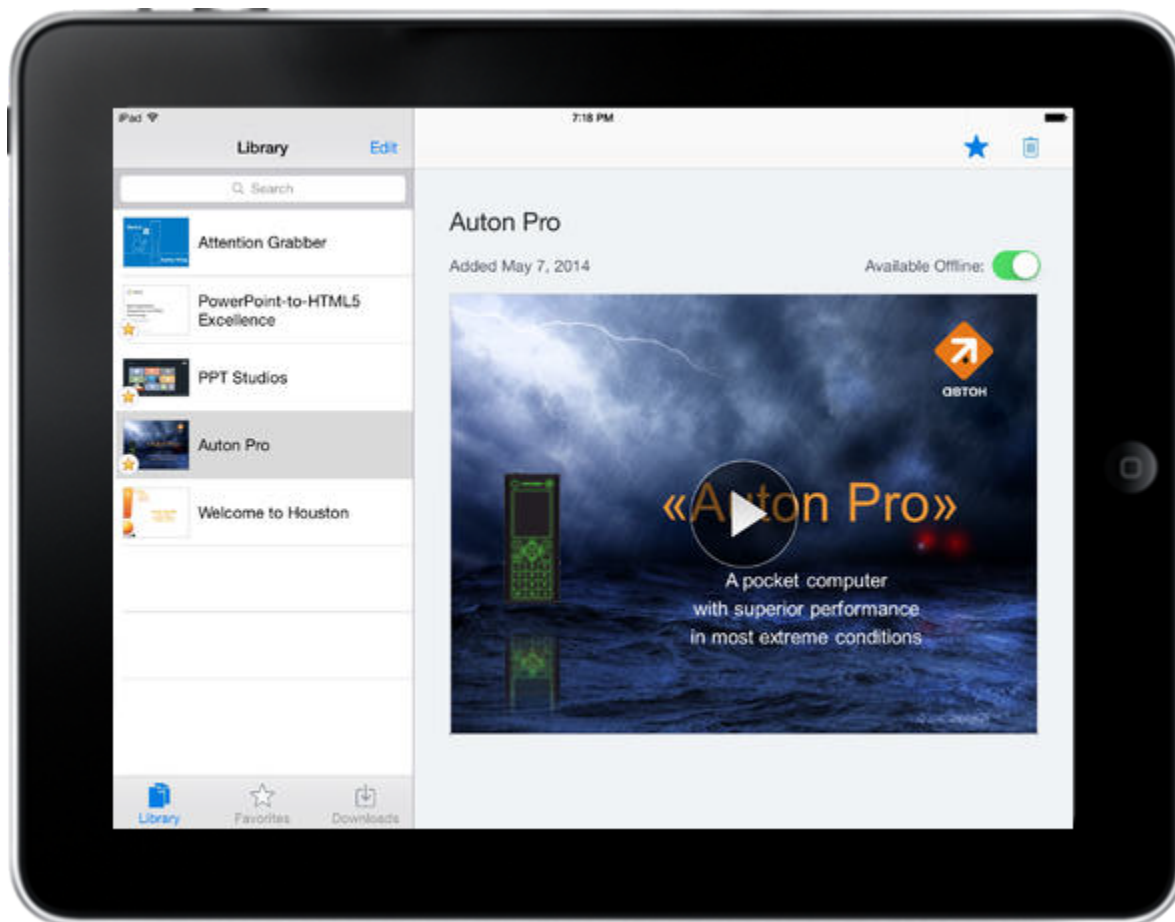 iPad
7:18 PM
Library
Edit
Search
Attention Grabber
PowerPoint-to-HTML5
Excellence
PPT Studios
Auton Pro
Welcome to Houston
Library
Favorites
Downloads
Auton Pro
Added May 7, 2014
Available Offline:
автон
«Auton Pro»
A pocket computer
with superior performance
in most extreme conditions